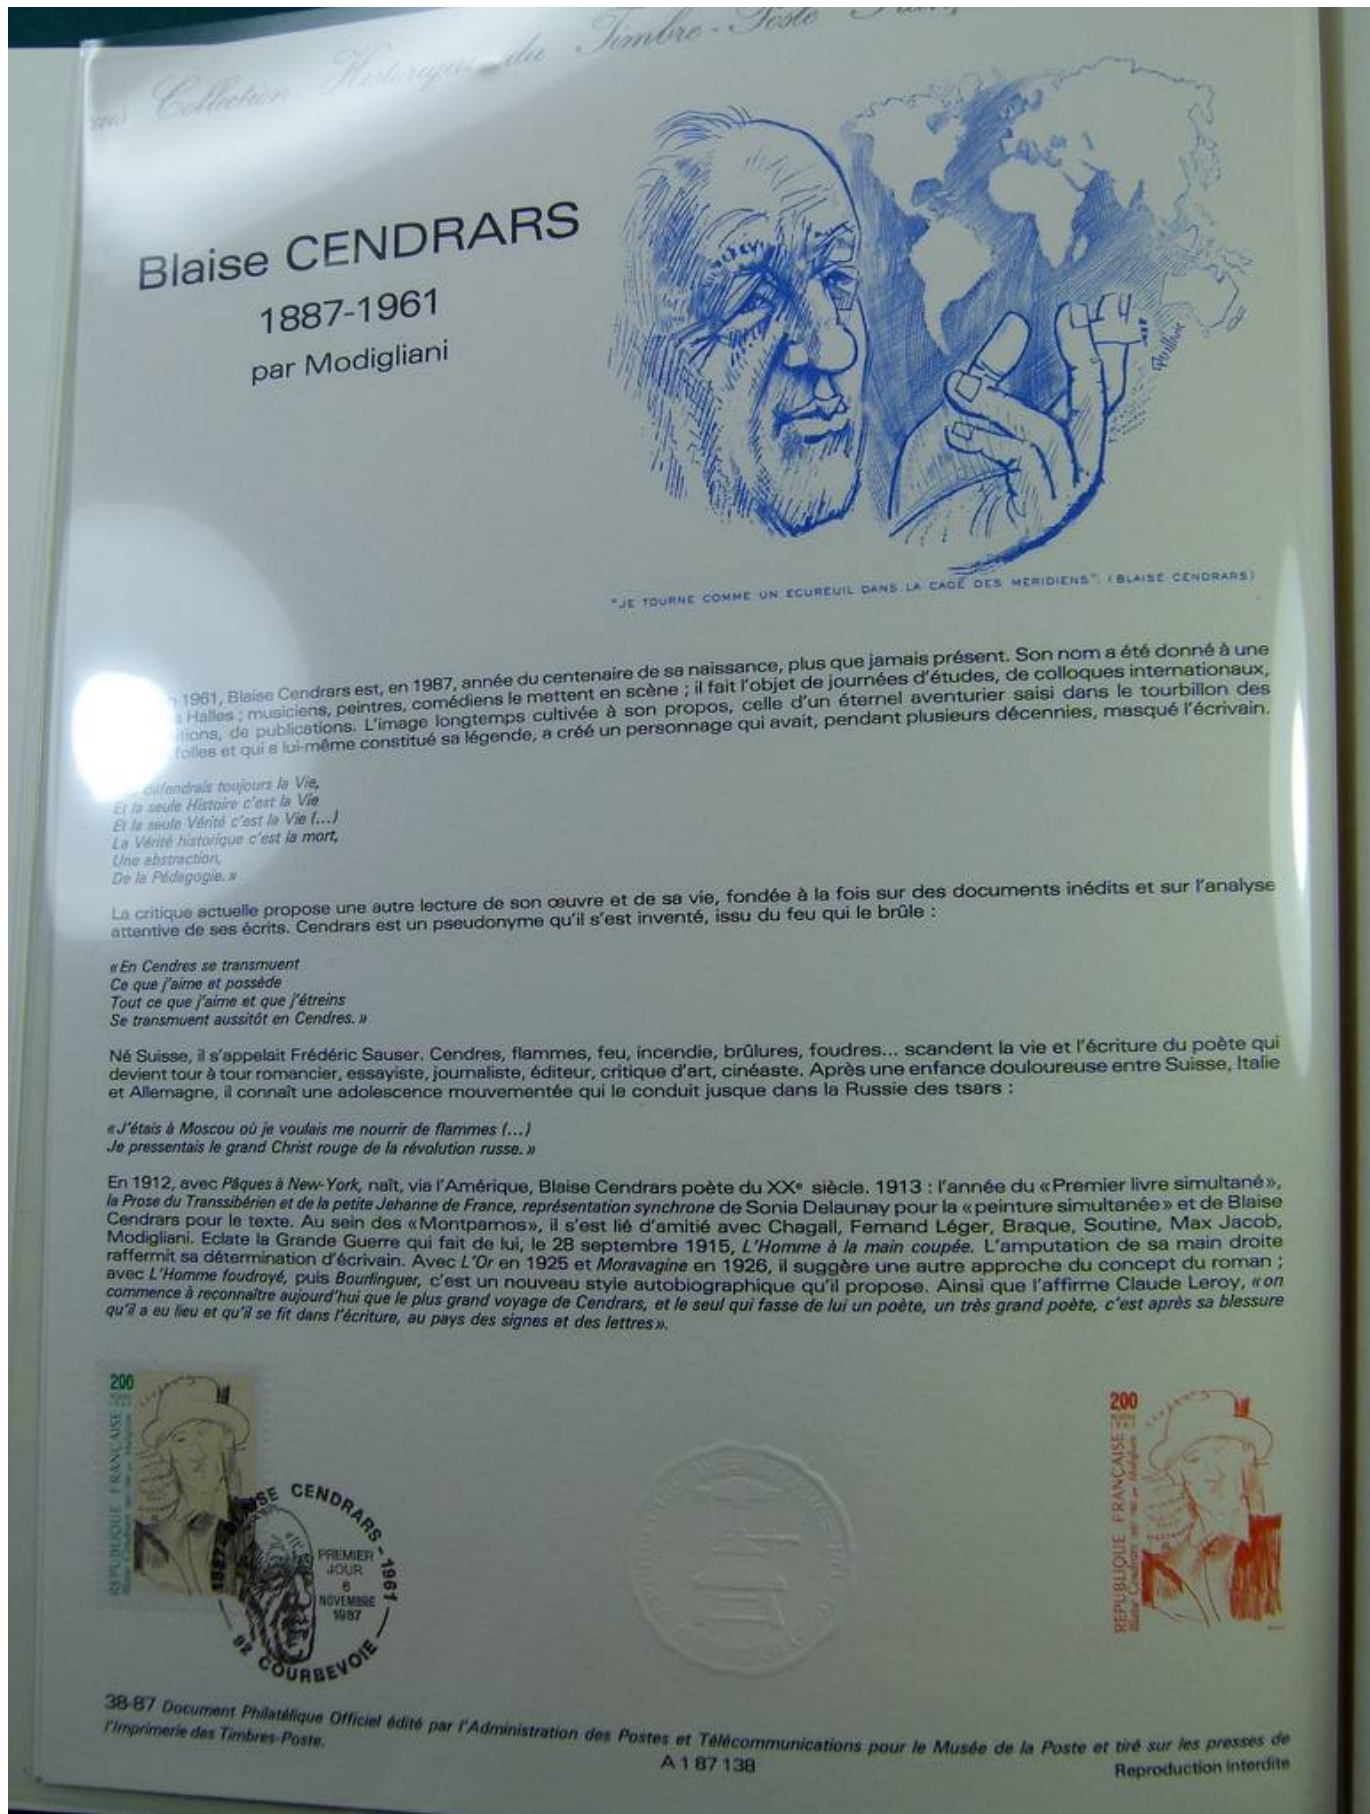 Collection Historique du Timbre-Poste
Blaise CENDRARS
1887-1961
par Modigliani
"JE TOURNE COMME UN ECUREUIL DANS LA CAGE DES MERIDIENS". (BLAISE CENDRARS)
1961, Blaise Cendrars est, en 1987, année du centenaire de sa naissance, plus que jamais présent. Son nom a été donné à une
Halles ; musiciens, peintres, comédiens le mettent en scène ; il fait l'objet de journées d'études, de colloques internationaux,
de publications. L'image longtemps cultivée à son propos, celle d'un éternel aventurier saisi dans le tourbillon des
folles et qui a lui-même constitué sa légende, a créé un personnage qui avait, pendant plusieurs décennies, masqué l'écrivain.
toujours la Vie,
Et la seule Histoire c'est la Vie
Et la seule Vérité c'est la Vie (...)
La Vérité historique c'est la mort,
Une abstraction,
De la Pédagogie. »
La critique actuelle propose une autre lecture de son œuvre et de sa vie, fondée à la fois sur des documents inédits et sur l'analyse
attentive de ses écrits. Cendrars est un pseudonyme qu'il s'est inventé, issu du feu qui le brûle :
« En Cendres se transmuent
Ce que j'aime et possède
Tout ce que j'aime et que j'étreins
Se transmuent aussitôt en Cendres. »
Né Suisse, il s'appelait Frédéric Sauser. Cendres, flammes, feu, incendie, brûlures, foudres... scandent la vie et l'écriture du poète qui
devient tour à tour romancier, essayiste, journaliste, éditeur, critique d'art, cinéaste. Après une enfance douloureuse entre Suisse, Italie
et Allemagne, il connaît une adolescence mouvementée qui le conduit jusque dans la Russie des tsars :
« J'étais à Moscou où je voulais me nourrir de flammes (...)
Je pressentais le grand Christ rouge de la révolution russe. »
En 1912, avec Pâques à New-York, naît, via l'Amérique, Blaise Cendrars poète du XXe siècle. 1913 : l'année du « Premier livre simultané »,
la Prose du Transsibérien et de la petite Jehanne de France, représentation synchrone de Sonia Delaunay pour la « peinture simultanée » et de Blaise
Cendrars pour le texte. Au sein des « Montparnos », il s'est lié d'amitié avec Chagall, Fernand Léger, Braque, Soutine, Max Jacob,
Modigliani. Eclate la Grande Guerre qui fait de lui, le 28 septembre 1915, L'Homme à la main coupée. L'amputation de sa main droite
raffermit sa détermination d'écrivain. Avec L'Or en 1925 et Moravagine en 1926, il suggère une autre approche du concept du roman ;
avec L'Homme foudroyé, puis Bourlinguer, c'est un nouveau style autobiographique qu'il propose. Ainsi que l'affirme Claude Leroy, « on
commence à reconnaître aujourd'hui que le plus grand voyage de Cendrars, et le seul qui fasse de lui un poète, un très grand poète, c'est après sa blessure
qu'il a eu lieu et qu'il se fit dans l'écriture, au pays des signes et des lettres ».
200
REPUBLIQUE FRANÇAISE
1887 BLAISE CENDRARS - 1961
PREMIER
JOUR
6
NOVEMBRE
1987
92 COURBEVOIE
200
REPUBLIQUE FRANÇAISE
Blaise Cendrars 1887-1961 par Modigliani
38-87 Document Philatélique Officiel édité par l'Administration des Postes et Télécommunications pour le Musée de la Poste et tiré sur les presses de
l'Imprimerie des Timbres-Poste.
A 1 87 138
Reproduction interdite